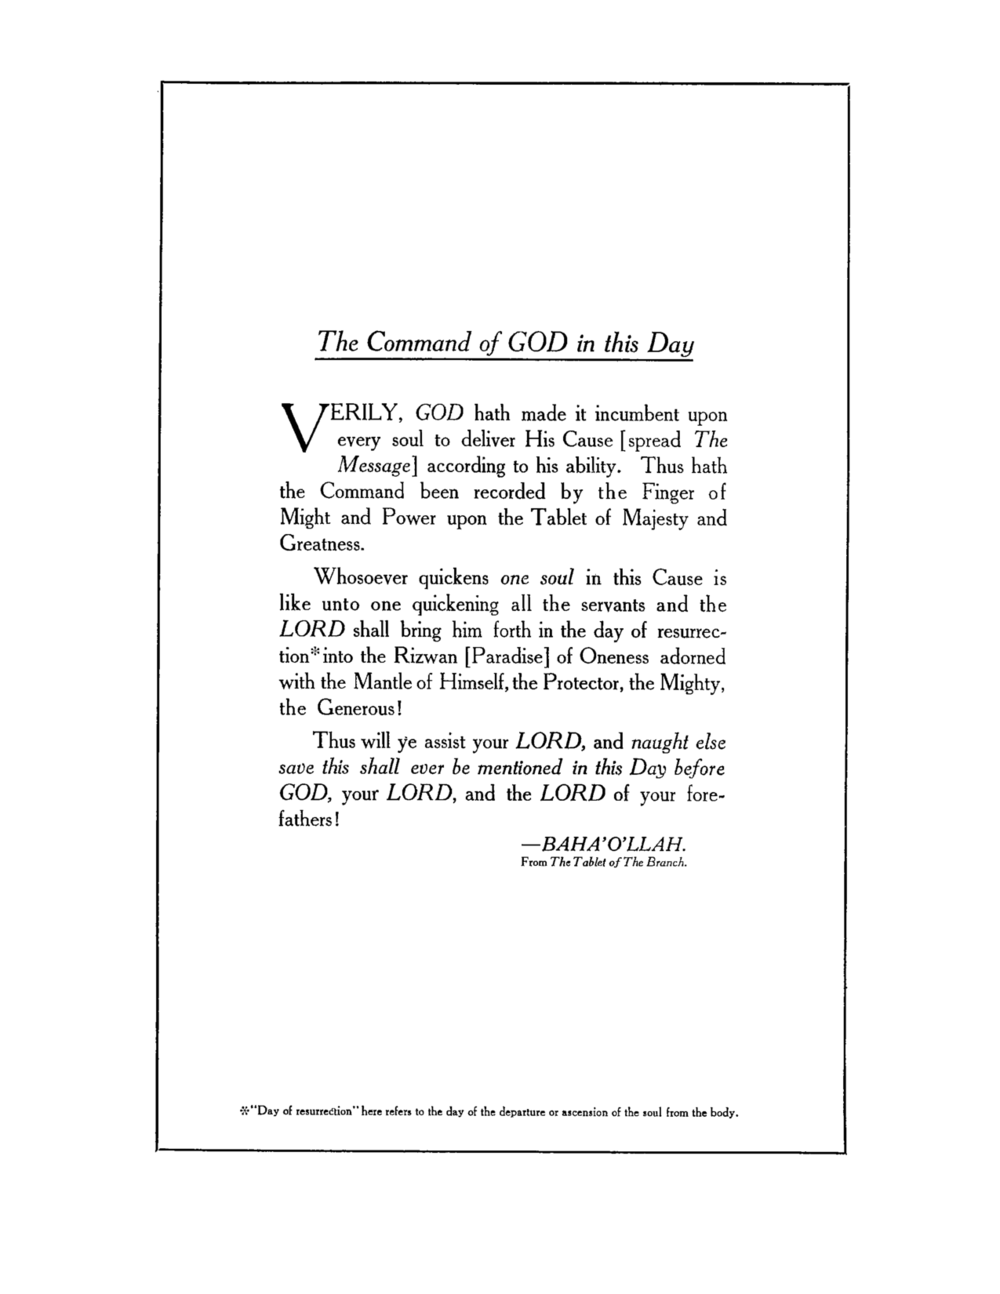 The Command of GOD in this Day
VERILY, GOD hath made it incumbent upon
every soul to deliver His Cause [spread The
Message] according to his ability. Thus hath
the Command been recorded by the Finger of
Might and Power upon the Tablet of Majesty and
Greatness.
Whosoever quickens one soul in this Cause is
like unto one quickening all the servants and the
LORD shall bring him forth in the day of resurrec-
tion* into the Rizwan [Paradise] of Oneness adorned
with the Mantle of Himself, the Protector, the Mighty,
the Generous!
Thus will ye assist your LORD, and naught else
save this shall ever be mentioned in this Day before
GOD, your LORD, and the LORD of your fore-
fathers!
—BAHA'O'LLAH.
From The Tablet of The Branch.
*"Day of resurrection" here refers to the day of the departure or ascension of the soul from the body.